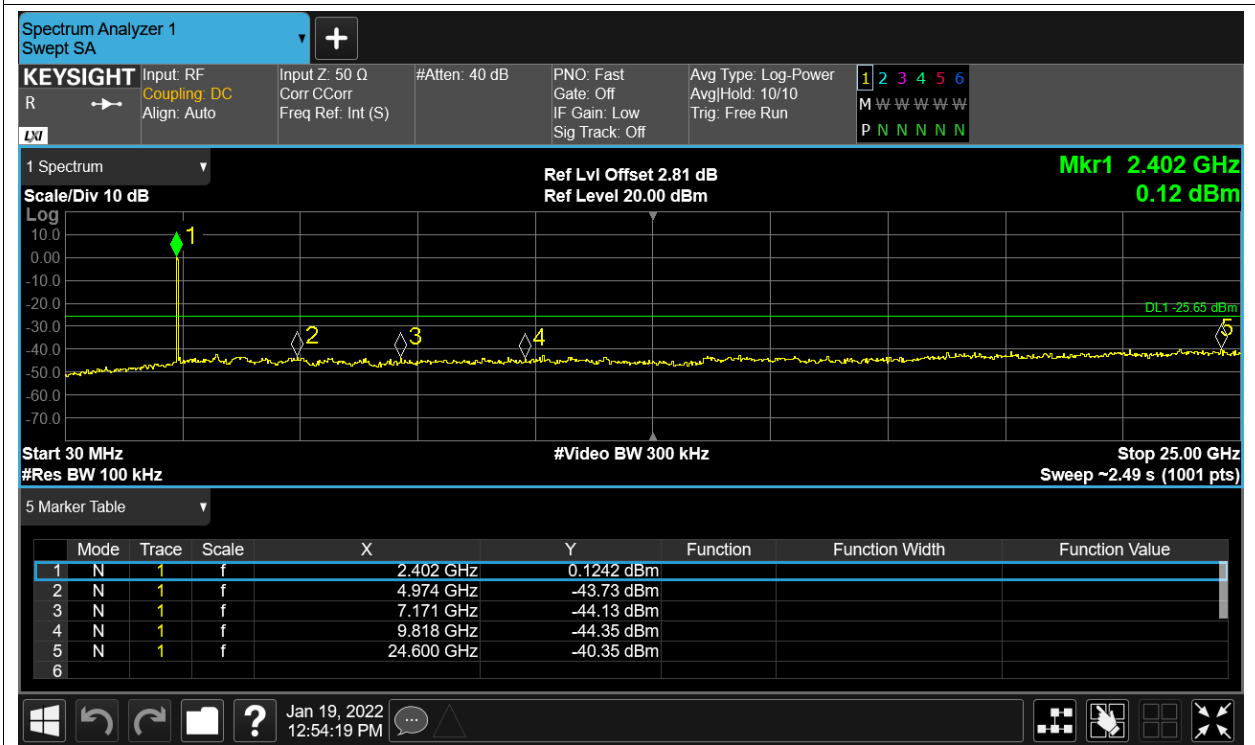 Spectrum Analyzer 1
Swept SA
KEYSIGHT
R
LXI
Input: RF
Coupling: DC
Align: Auto
Input Z: 50 Ω
Corr CCorr
Freq Ref: Int (S)
#Atten: 40 dB
PNO: Fast
Gate: Off
IF Gain: Low
Sig Track: Off
Avg Type: Log-Power
Avg|Hold: 10/10
Trig: Free Run
1 2 3 4 5 6
M W W W W W
P N N N N N
1 Spectrum
Scale/Div 10 dB
Ref Lvl Offset 2.81 dB
Ref Level 20.00 dBm
Mkr1 2.402 GHz
0.12 dBm
Log
10.0
0.00
-10.0
-20.0
-30.0
-40.0
-50.0
-60.0
-70.0
1
2
3
4
5
DL1 -25.65 dBm
Start 30 MHz
#Video BW 300 kHz
Stop 25.00 GHz
#Res BW 100 kHz
Sweep ~2.49 s (1001 pts)
5 Marker Table
Mode Trace Scale X Y Function Function Width Function Value
1 N 1 f 2.402 GHz 0.1242 dBm
2 N 1 f 4.974 GHz -43.73 dBm
3 N 1 f 7.171 GHz -44.13 dBm
4 N 1 f 9.818 GHz -44.35 dBm
5 N 1 f 24.600 GHz -40.35 dBm
6
?
Jan 19, 2022
12:54:19 PM